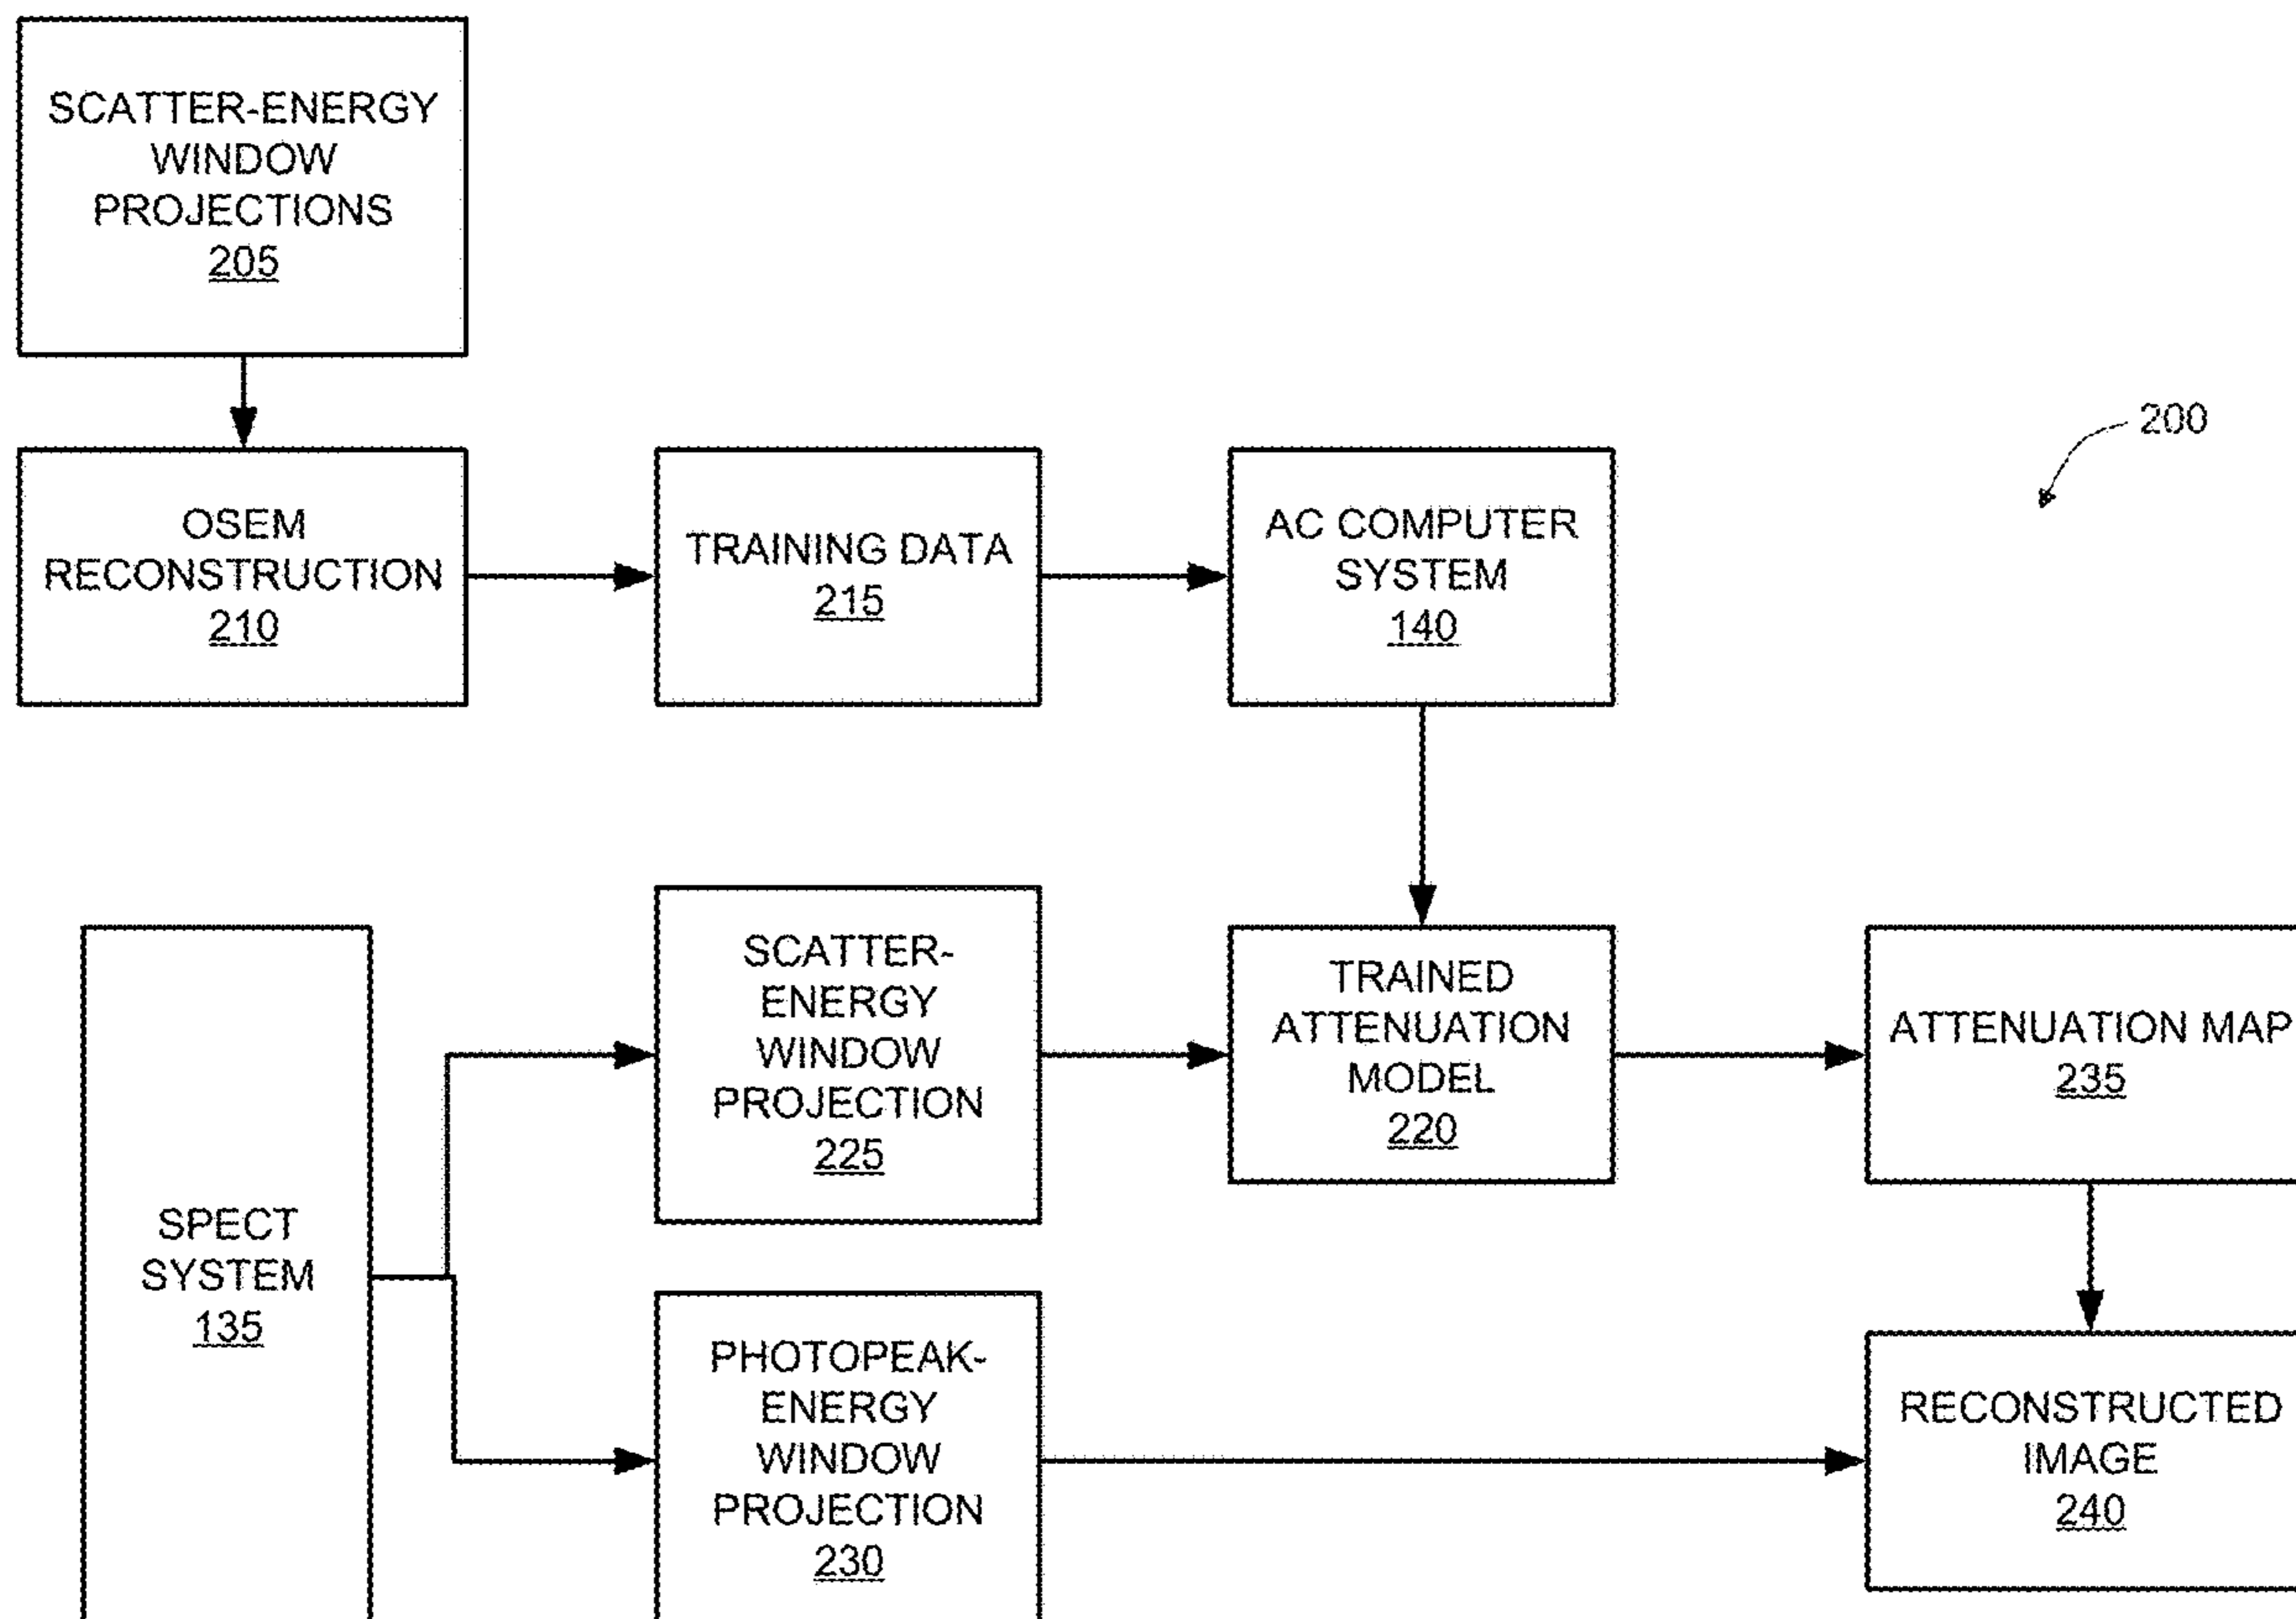 SCATTER-ENERGY
WINDOW
PROJECTIONS
205
OSEM
RECONSTRUCTION
210
TRAINING DATA
215
AC COMPUTER
SYSTEM
140
200
SPECT
SYSTEM
135
SCATTER-
ENERGY
WINDOW
PROJECTION
225
TRAINED
ATTENUATION
MODEL
220
ATTENUATION MAP
235
PHOTOPEAK-
ENERGY
WINDOW
PROJECTION
230
RECONSTRUCTED
IMAGE
240